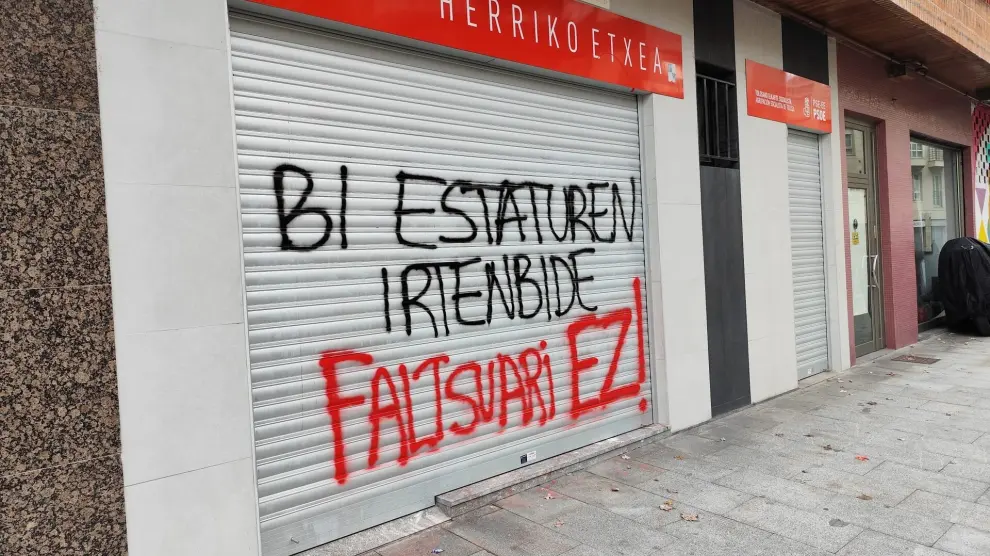 HERRIKO ETXEA
PSE-EE
PSOE
BI ESTATUREN
IRTENBIDE
FALTSUARI EZ!